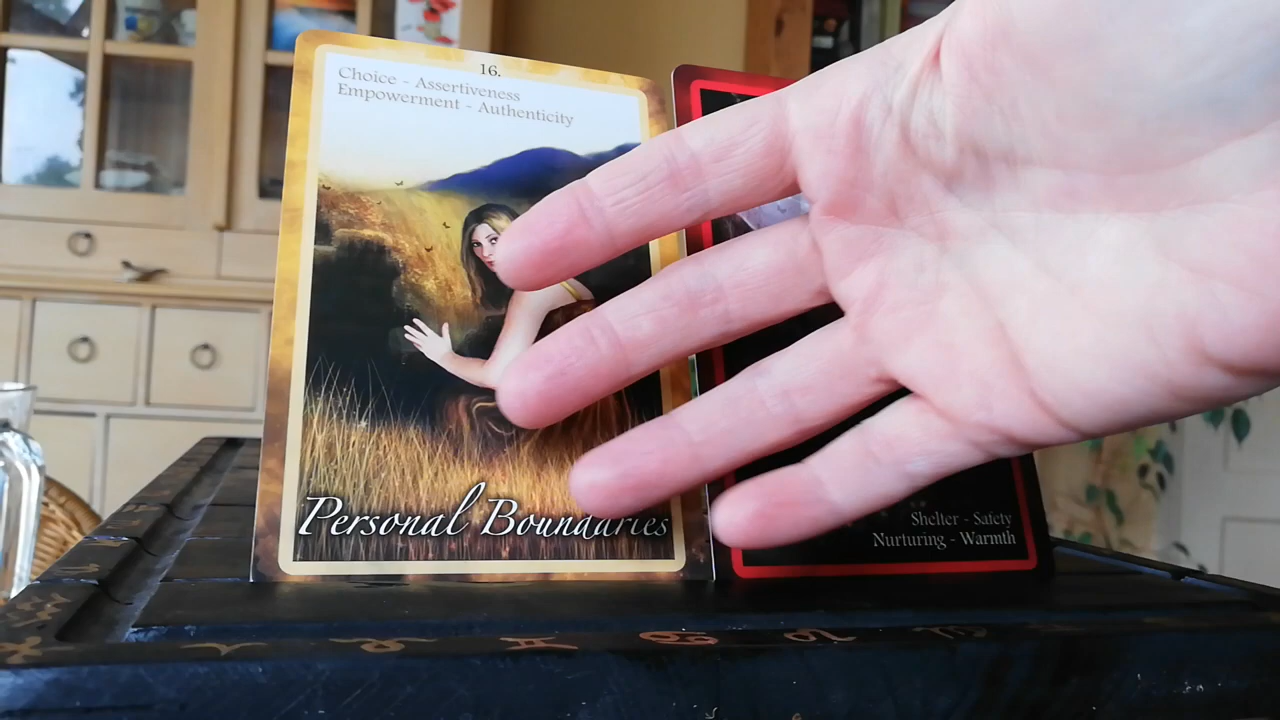 16.
Choice - Assertiveness
Empowerment - Authenticity
Personal Boundaries
Shelter - Safety
Nurturing - Warmth